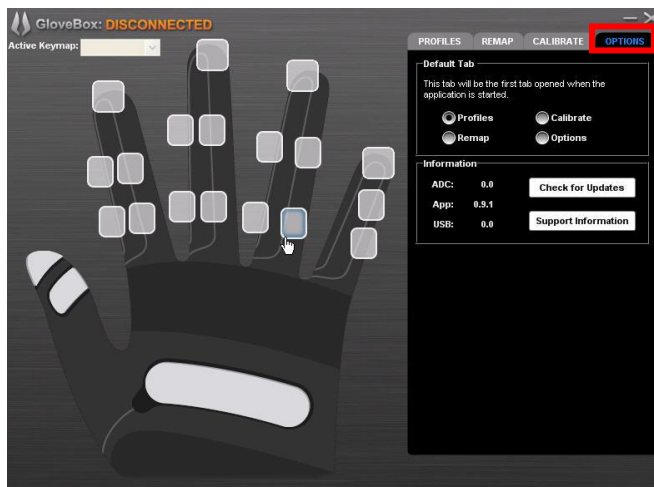 GloveBox: DISCONNECTED
Active Keymap:
PROFILES REMAP CALIBRATE OPTIONS
Default Tab
This tab will be the first tab opened when the
application is started.
Profiles Calibrate
Remap Options
Information
ADC: 0.0 Check for Updates
App: 0.9.1
USB: 0.0 Support Information